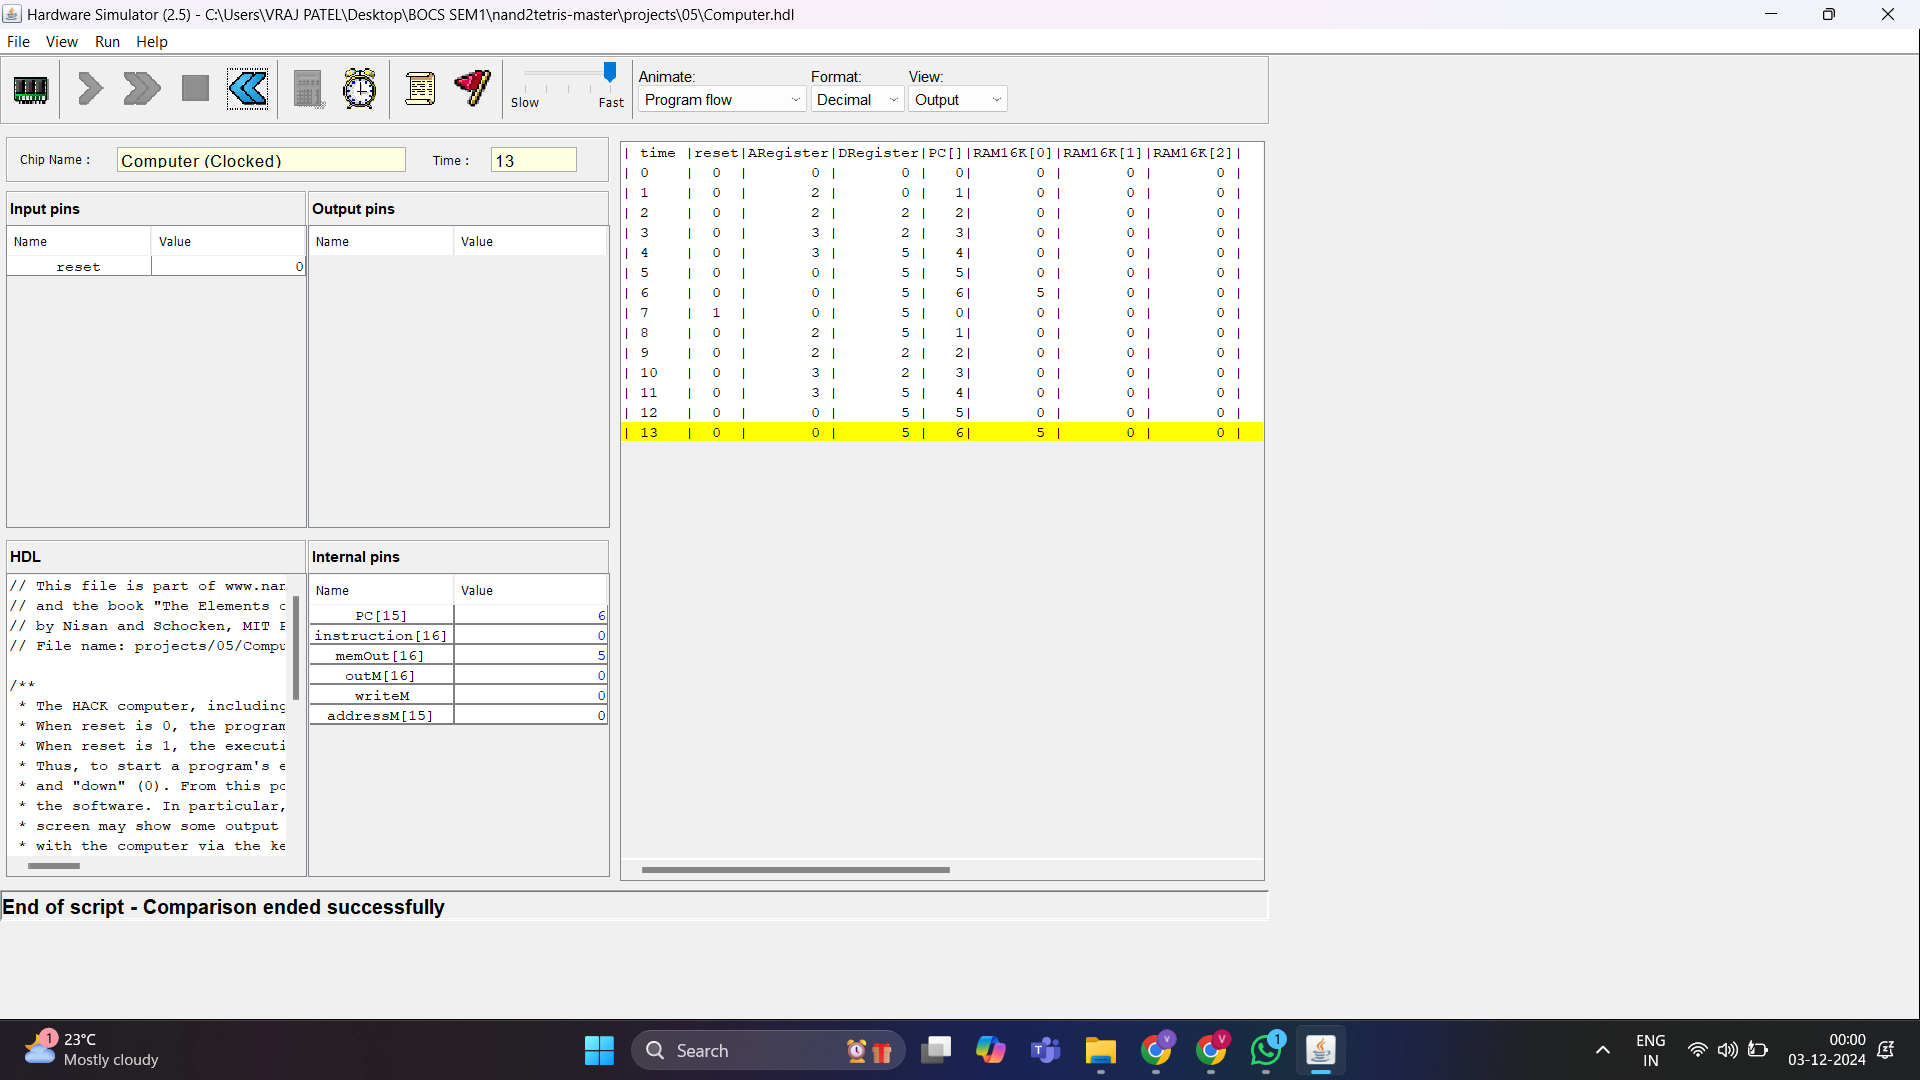 Hardware Simulator (2.5) - C:\Users\VRAJ PATEL\Desktop\BOCS SEM1\nand2tetris-master\projects\05\Computer.hdl
File View Run Help
Slow Fast
Animate: Format: View:
Program flow Decimal Output
Chip Name : Computer (Clocked) Time : 13
Input pins
Name Value
reset 0
Output pins
Name Value
HDL
// This file is part of www.nan
// and the book "The Elements o
// by Nisan and Schocken, MIT P
// File name: projects/05/Compu
/**
* The HACK computer, including
* When reset is 0, the program
* When reset is 1, the executi
* Thus, to start a program's e
* and "down" (0). From this po
* the software. In particular,
* screen may show some output
* with the computer via the ke
Internal pins
Name Value
PC[15] 6
instruction[16] 0
memOut[16] 5
outM[16] 0
writeM 0
addressM[15] 0
| time |reset|ARegister|DRegister|PC[]|RAM16K[0]|RAM16K[1]|RAM16K[2]|
| 0 | 0 | 0 | 0 | 0| 0 | 0 | 0 |
| 1 | 0 | 2 | 0 | 1| 0 | 0 | 0 |
| 2 | 0 | 2 | 2 | 2| 0 | 0 | 0 |
| 3 | 0 | 3 | 2 | 3| 0 | 0 | 0 |
| 4 | 0 | 3 | 5 | 4| 0 | 0 | 0 |
| 5 | 0 | 0 | 5 | 5| 0 | 0 | 0 |
| 6 | 0 | 0 | 5 | 6| 5 | 0 | 0 |
| 7 | 1 | 0 | 5 | 0| 0 | 0 | 0 |
| 8 | 0 | 2 | 5 | 1| 0 | 0 | 0 |
| 9 | 0 | 2 | 2 | 2| 0 | 0 | 0 |
| 10 | 0 | 3 | 2 | 3| 0 | 0 | 0 |
| 11 | 0 | 3 | 5 | 4| 0 | 0 | 0 |
| 12 | 0 | 0 | 5 | 5| 0 | 0 | 0 |
| 13 | 0 | 0 | 5 | 6| 5 | 0 | 0 |
End of script - Comparison ended successfully
1
23°C
Mostly cloudy
Search
V
V
1
ENG
IN
00:00
03-12-2024